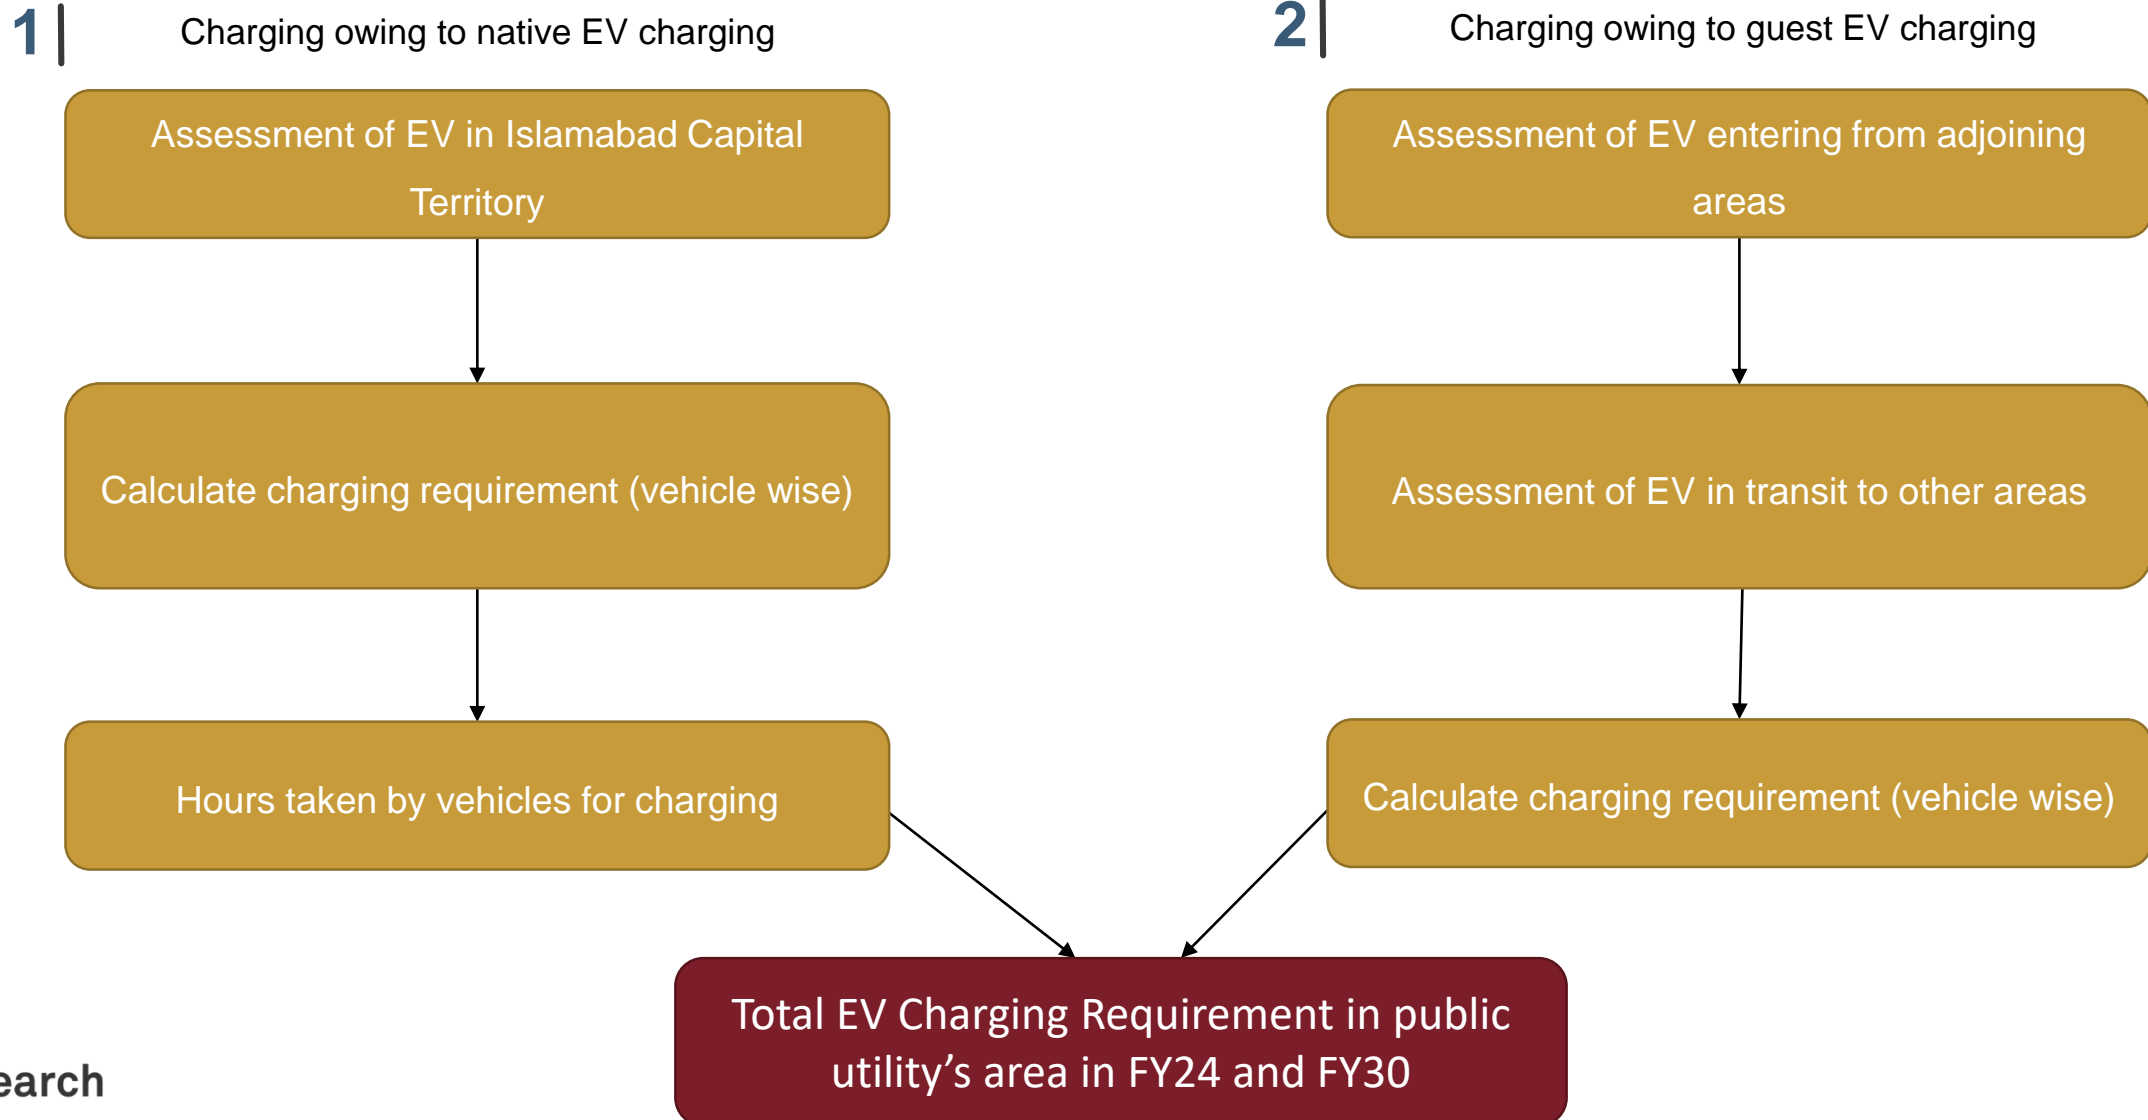 1
Charging owing to native EV charging
Assessment of EV in Islamabad Capital
Territory
Calculate charging requirement (vehicle wise)
Hours taken by vehicles for charging
2
Charging owing to guest EV charging
Assessment of EV entering from adjoining
areas
Assessment of EV in transit to other areas
Calculate charging requirement (vehicle wise)
Total EV Charging Requirement in public
utility’s area in FY24 and FY30
earch